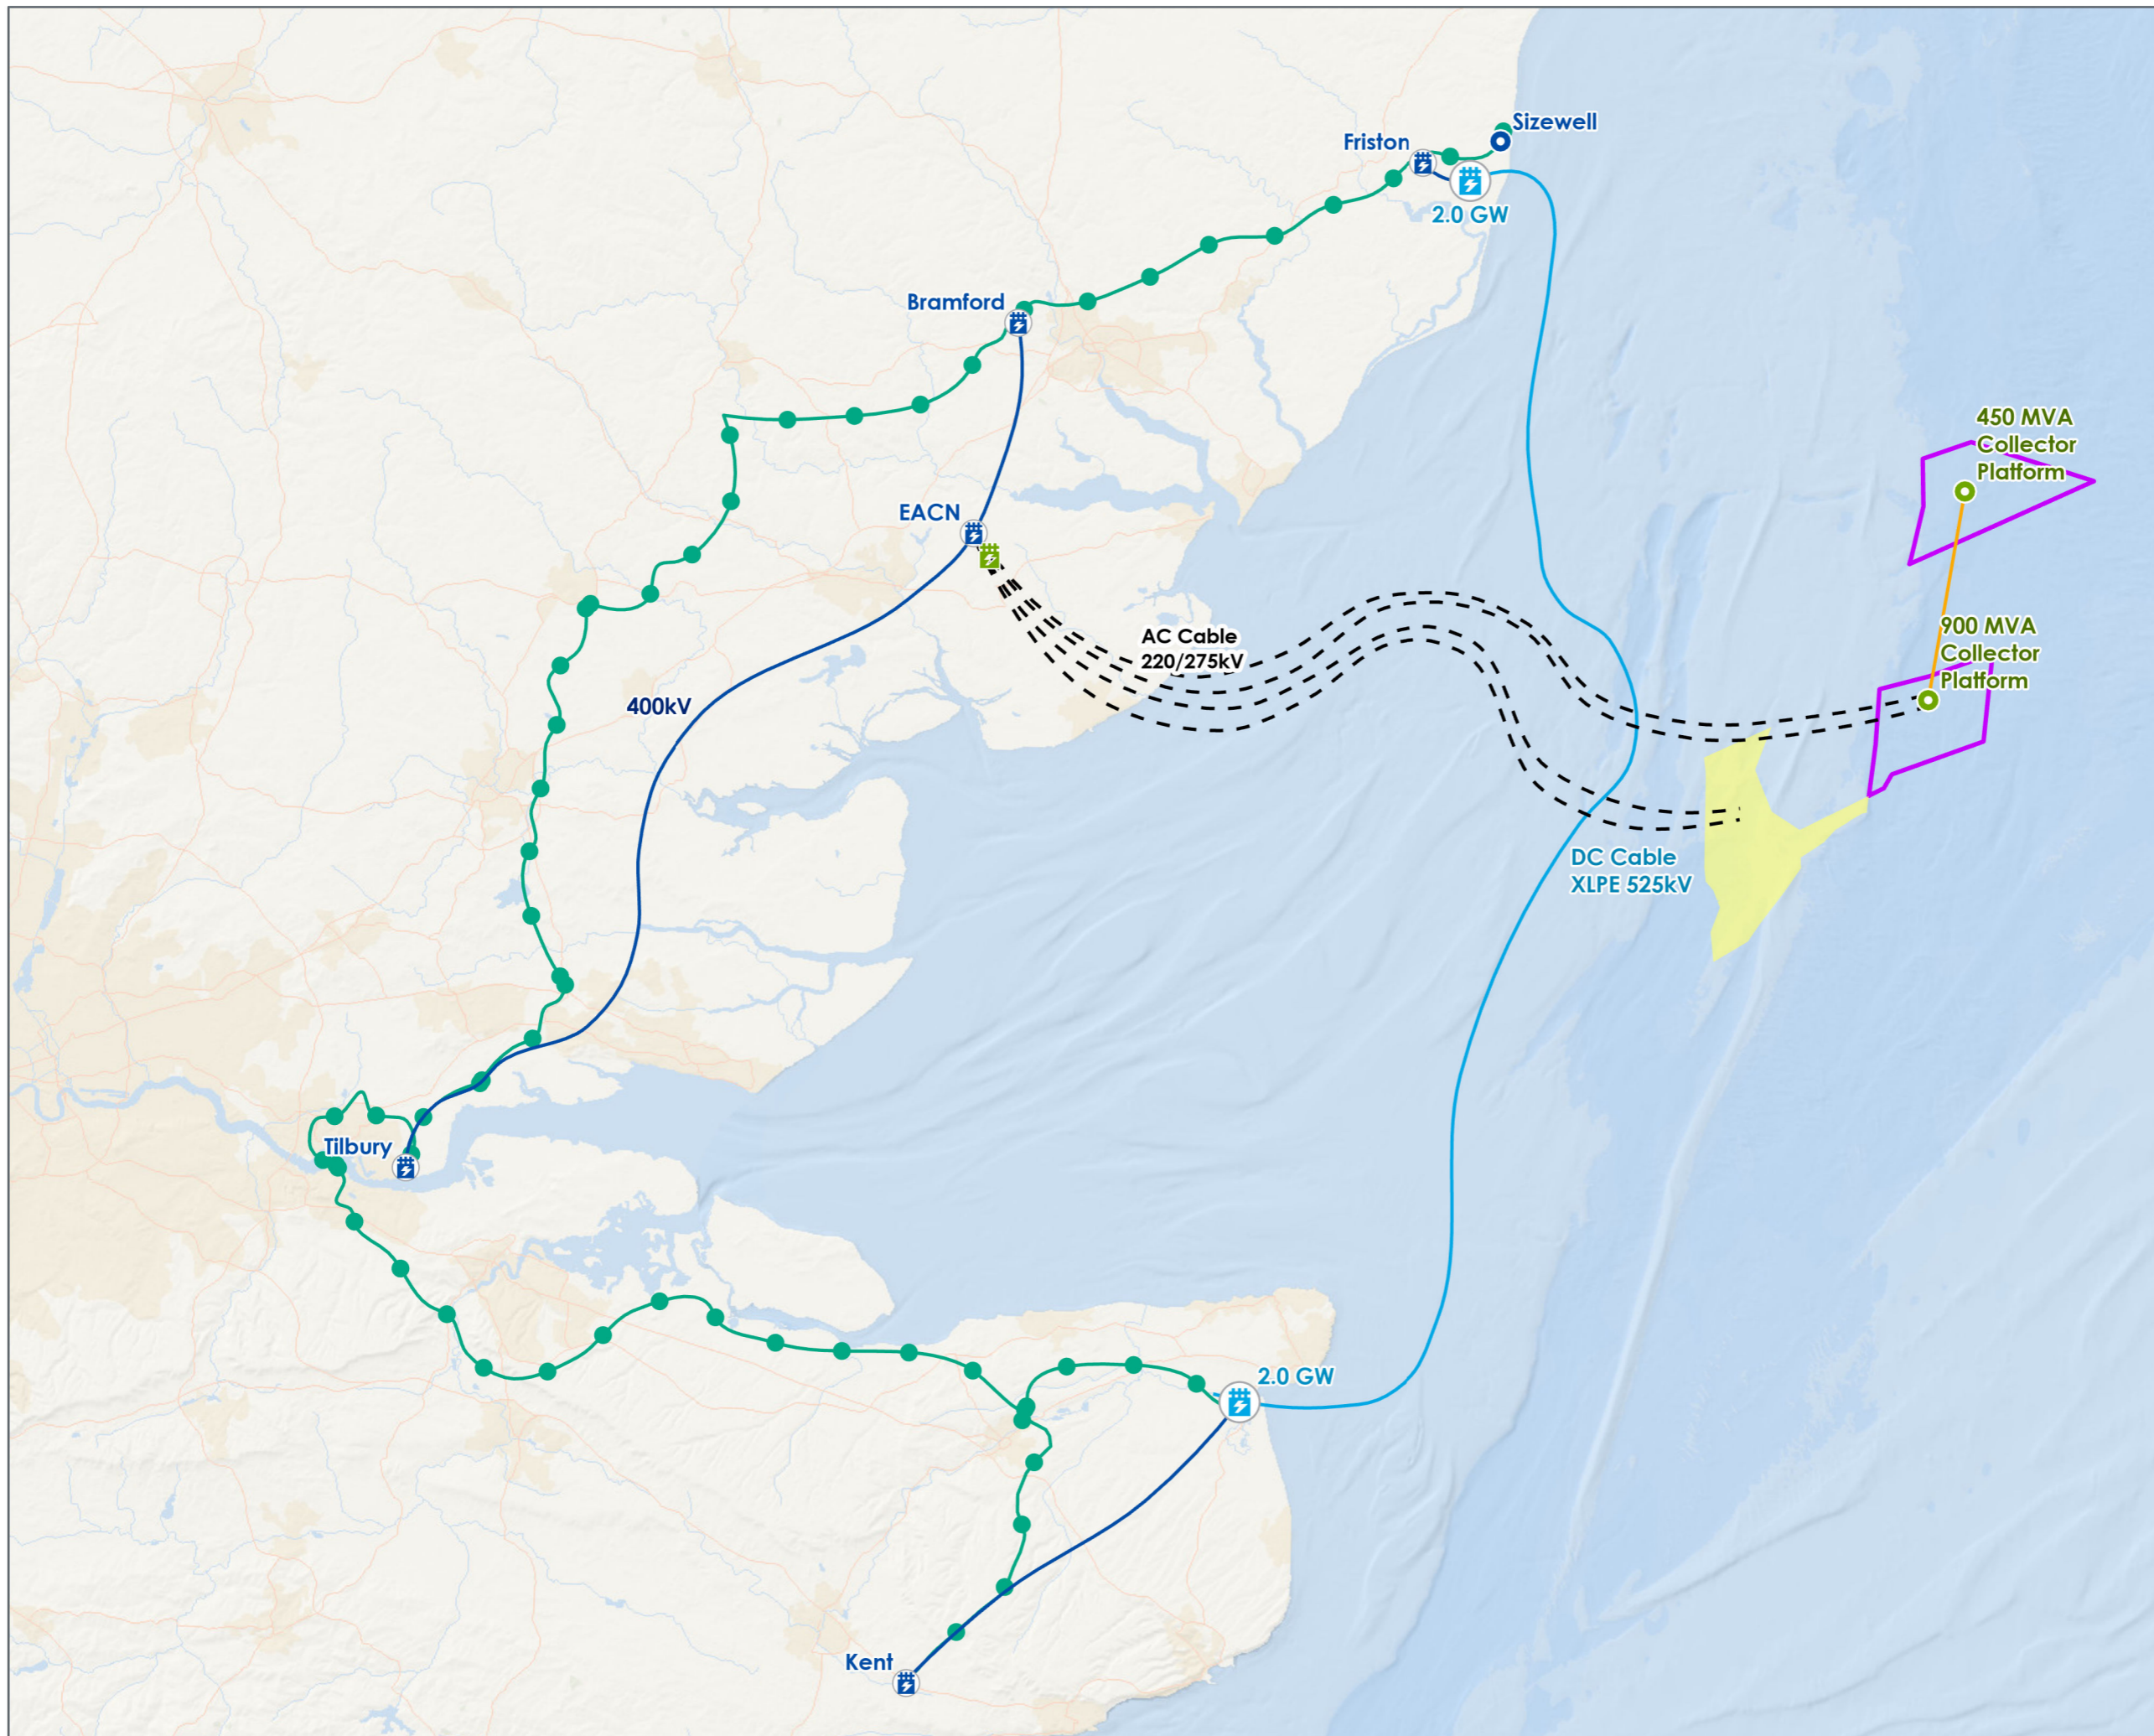 Sizewell
Friston
2.0 GW
Bramford
450 MVA
Collector
Platform
EACN
900 MVA
Collector
Platform
AC Cable
220/275kV
400kV
DC Cable
XLPE 525kV
Tilbury
2.0 GW
Kent